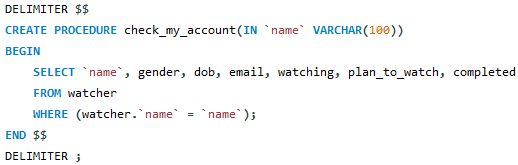 DELIMITER $$
CREATE PROCEDURE check_my_account(IN `name` VARCHAR(100))
BEGIN
    SELECT `name`, gender, dob, email, watching, plan_to_watch, completed
    FROM watcher
    WHERE (watcher.`name` = `name`);
END $$
DELIMITER ;